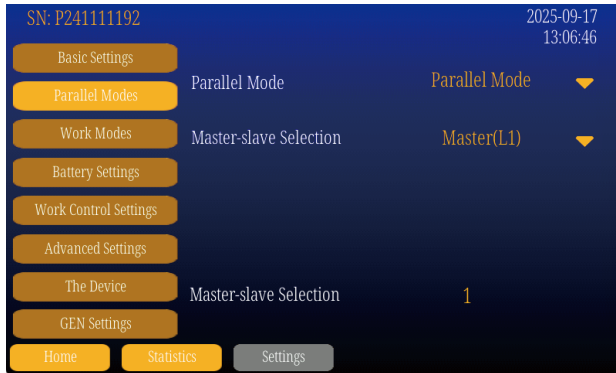 SN: P241111192
2025-09-17
13:06:46
Basic Settings
Parallel Modes
Work Modes
Battery Settings
Work Control Settings
Advanced Settings
The Device
GEN Settings
Parallel Mode Parallel Mode
Master-slave Selection Master(L1)
Master-slave Selection 1
Home Statistics Settings